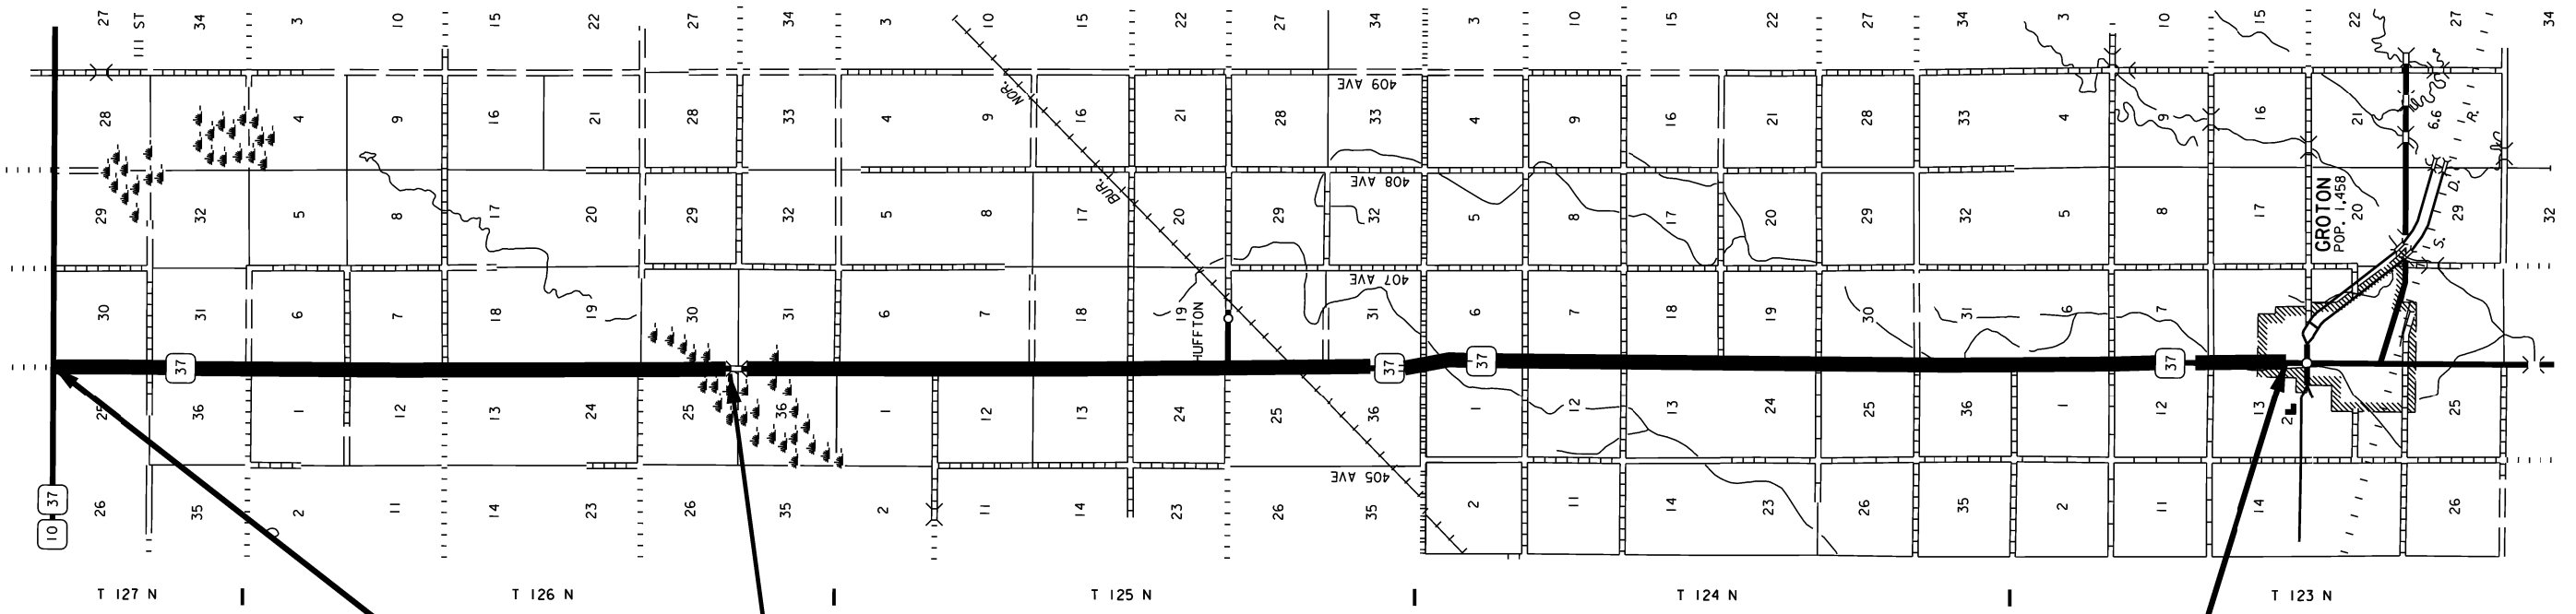 27 34 3 10 15 22 27 34 3 10 15 22 27 34 3 10 15 22 27 34 3 10 15 22 27 34
111 ST
409 AVE
28 4 9 16 21 28 33 4 9 16 21 28 33 4 9 16 21 28 33 4 9 16 21 6.6
NOR.
R.
408 AVE
BUR.
29 32 5 8 17 20 29 32 5 8 17 20 29 32 5 8 17 20 29 32 5 8 17 20 29 32
GROTON
POP. 1,458
D.
S.
407 AVE
30 31 6 7 18 19 30 31 6 7 18 19 31 6 7 18 19 30 31 6 7
HUFFTON
37 37 37 37
25 36 1 12 13 24 25 36 1 12 13 24 25 36 1 12 13 24 25 36 1 12 13 25
2
405 AVE
26 35 2 11 14 23 26 35 2 11 14 23 26 35 2 11 14 23 26 35 2 11 14 26
37
10
T 127 N T 126 N T 125 N T 124 N T 123 N